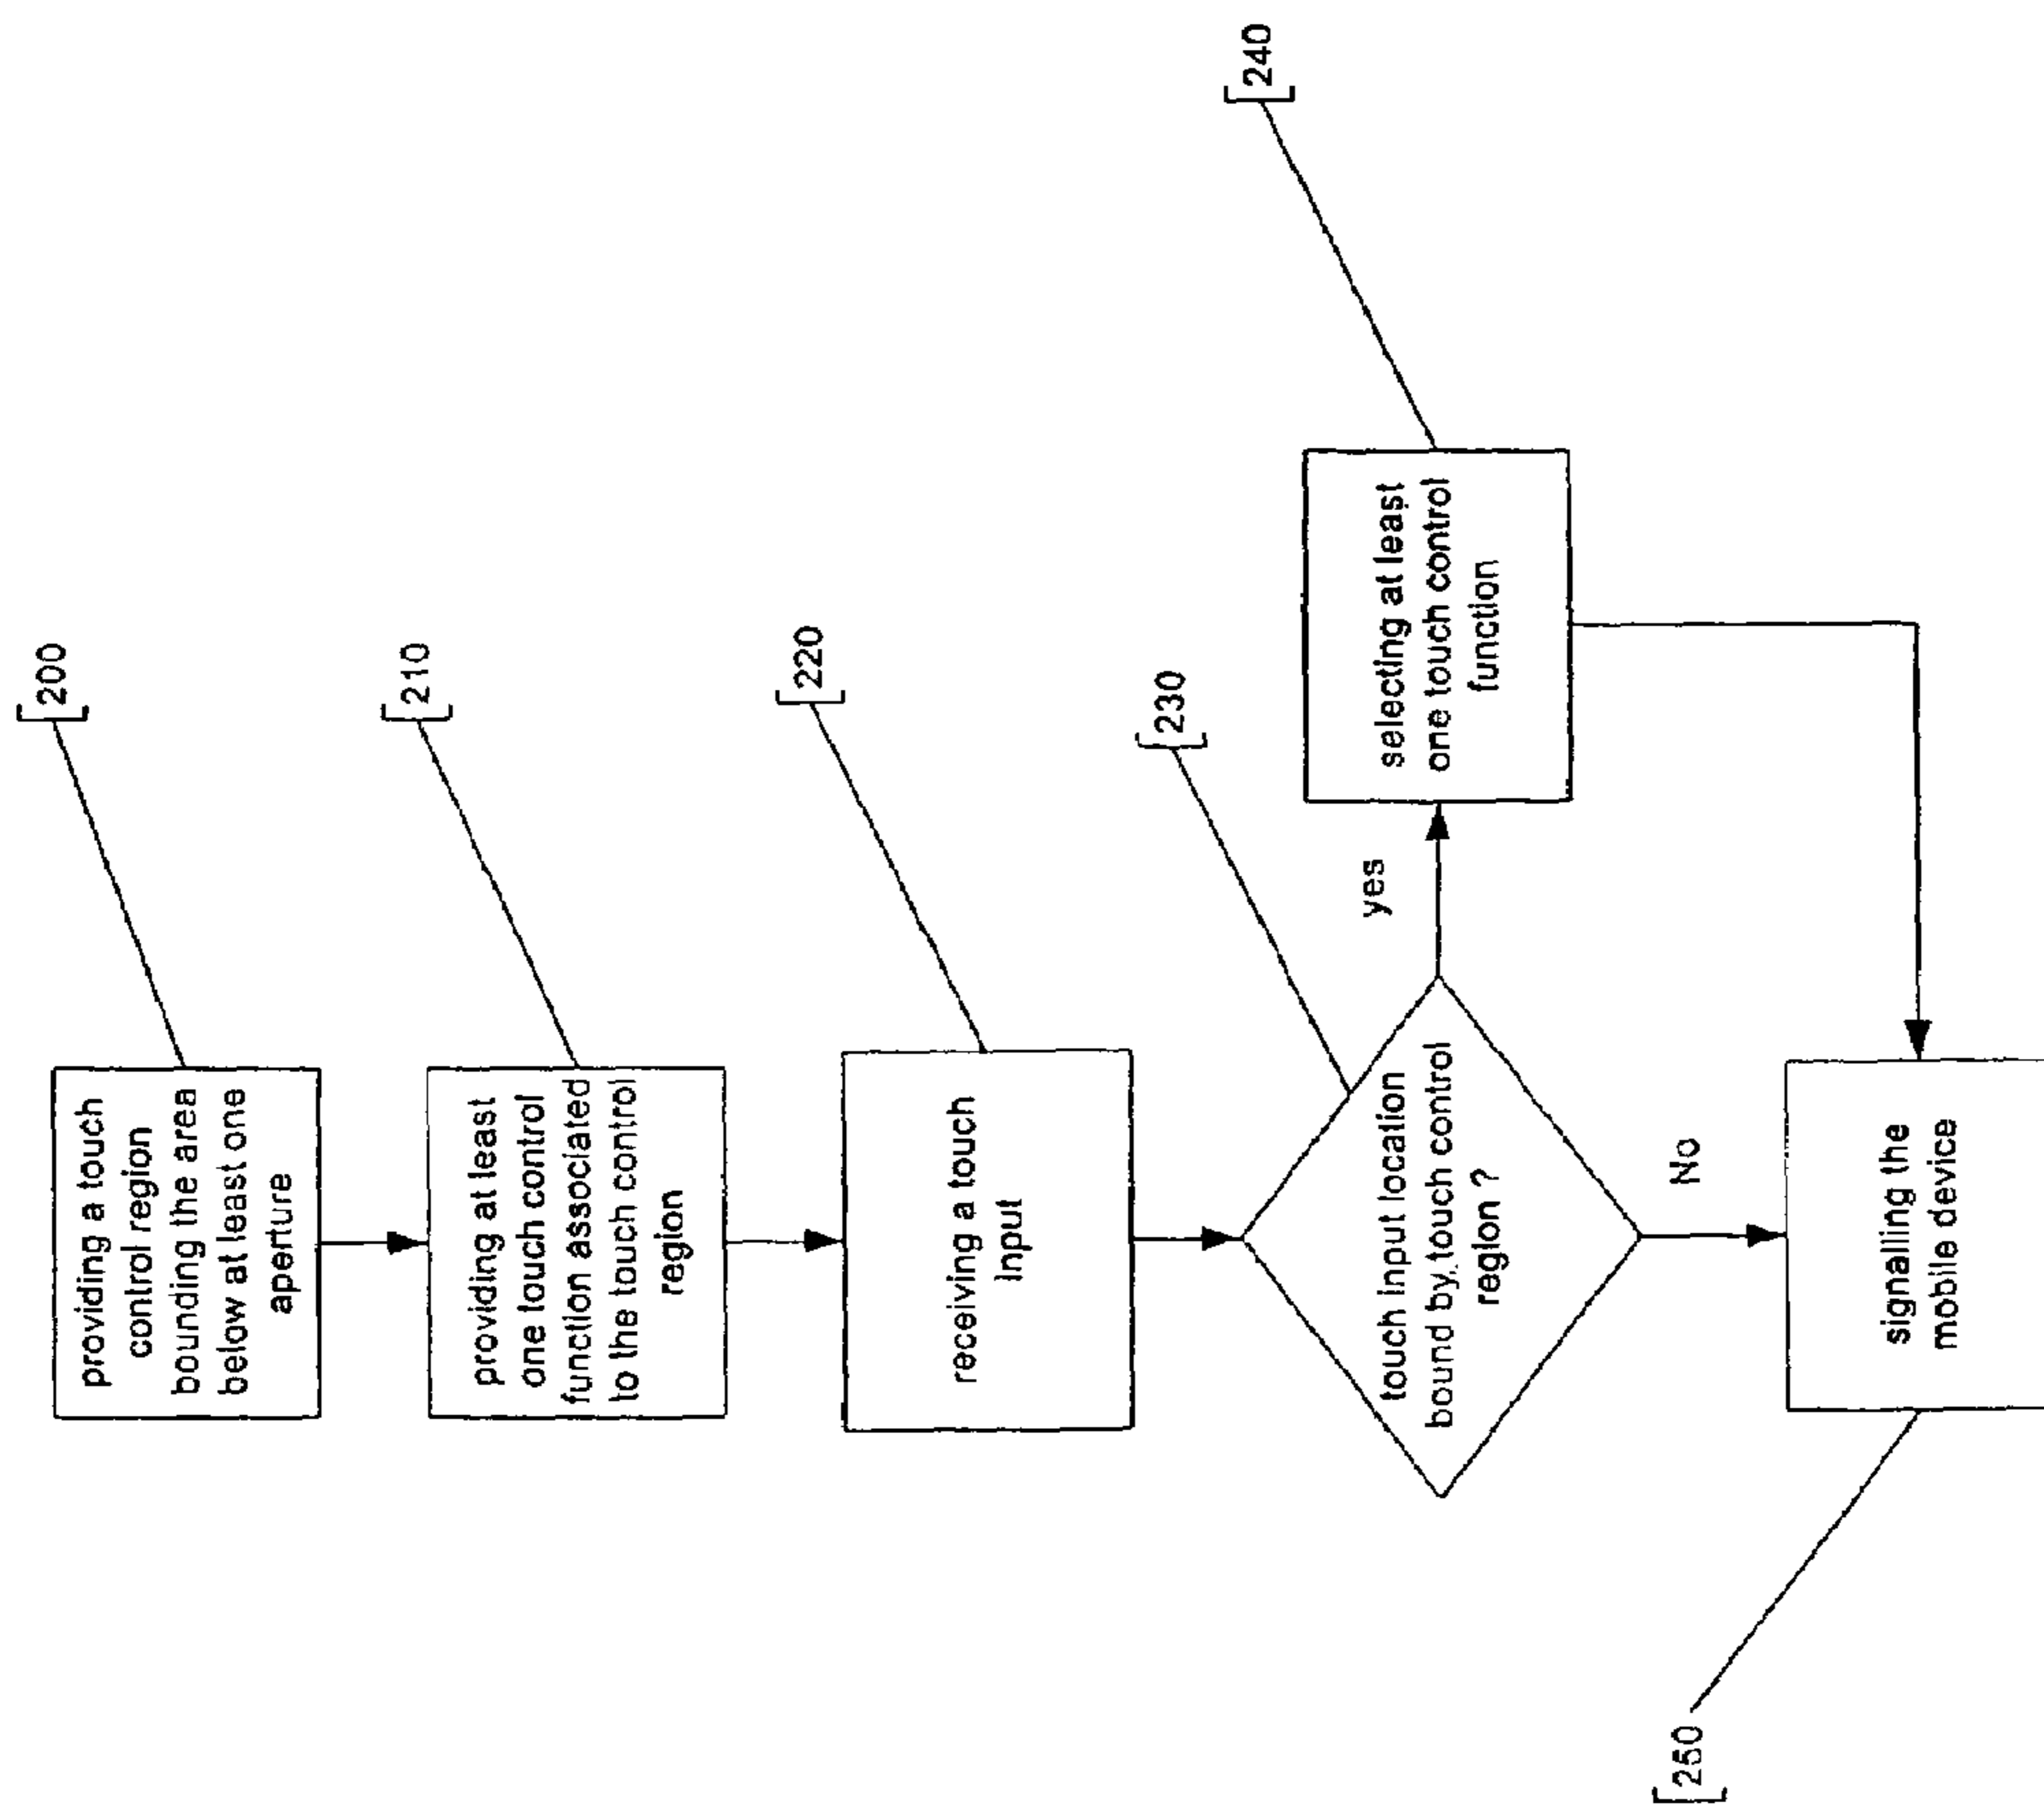 [200
providing a touch
control region
bounding the area
below at least one
aperture
[210
providing at least
one touch control
function associated
to the touch control
region
[220
receiving a touch
Input
[230
touch input location
bound by touch control
region ?
yes
[240
selecting at least
one touch control
function
No
signalling the
mobile device
[250